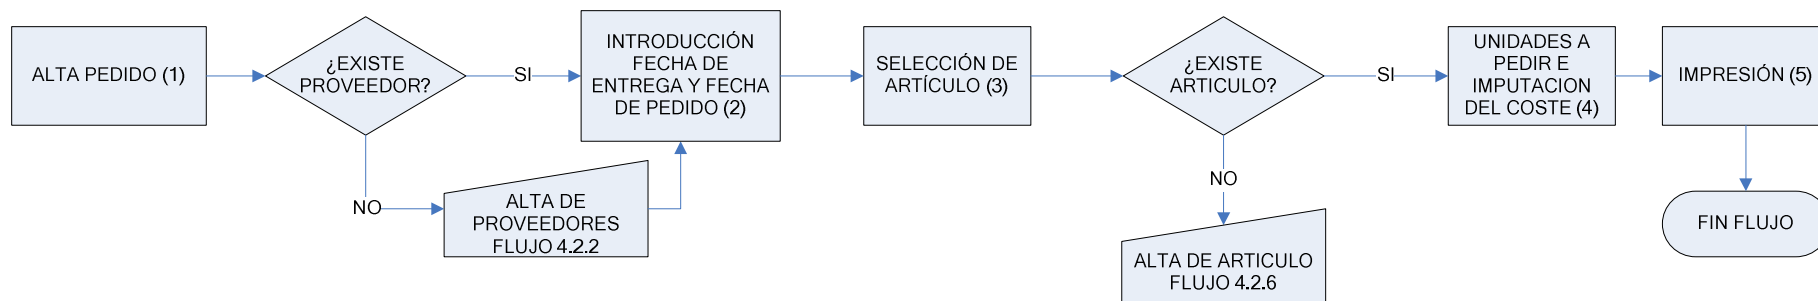 ALTA PEDIDO (1)
¿EXISTE
PROVEEDOR?
SI
NO
ALTA DE
PROVEEDORES
FLUJO 4.2.2
INTRODUCCIÓN
FECHA DE
ENTREGA Y FECHA
DE PEDIDO (2)
SELECCIÓN DE
ARTÍCULO (3)
¿EXISTE
ARTICULO?
SI
NO
ALTA DE ARTICULO
FLUJO 4.2.6
UNIDADES A
PEDIR E
IMPUTACION
DEL COSTE (4)
IMPRESIÓN (5)
FIN FLUJO